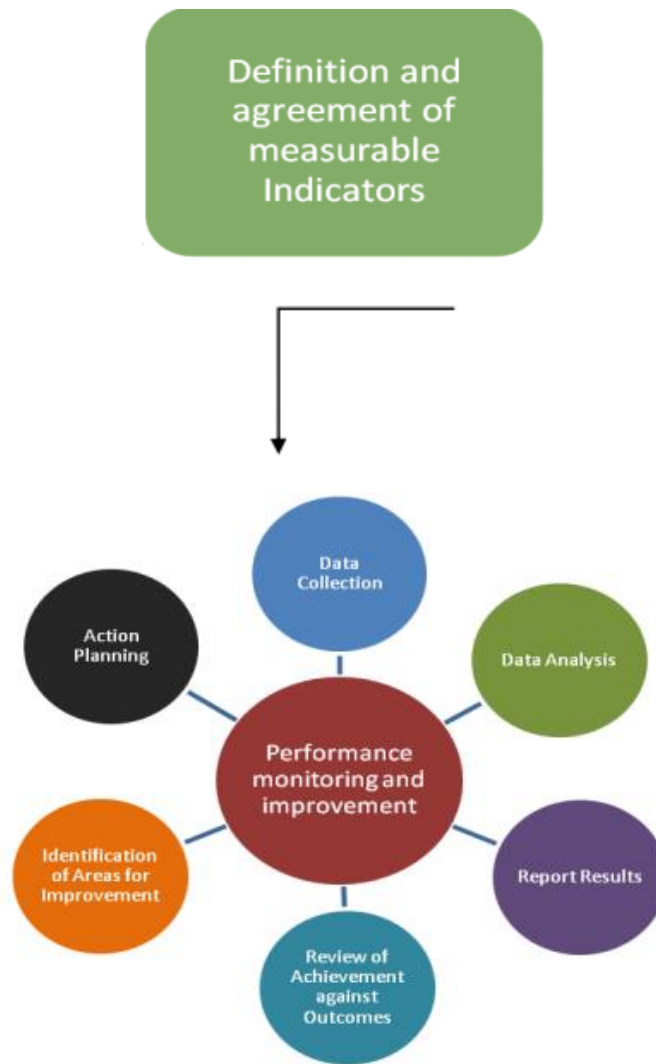 Definition and
agreement of
measurable
Indicators
Data
Collection
Action
Planning
Data Analysis
Performance
monitoring and
improvement
Identification
of Areas for
Improvement
Report Results
Review of
Achievement
against
Outcomes